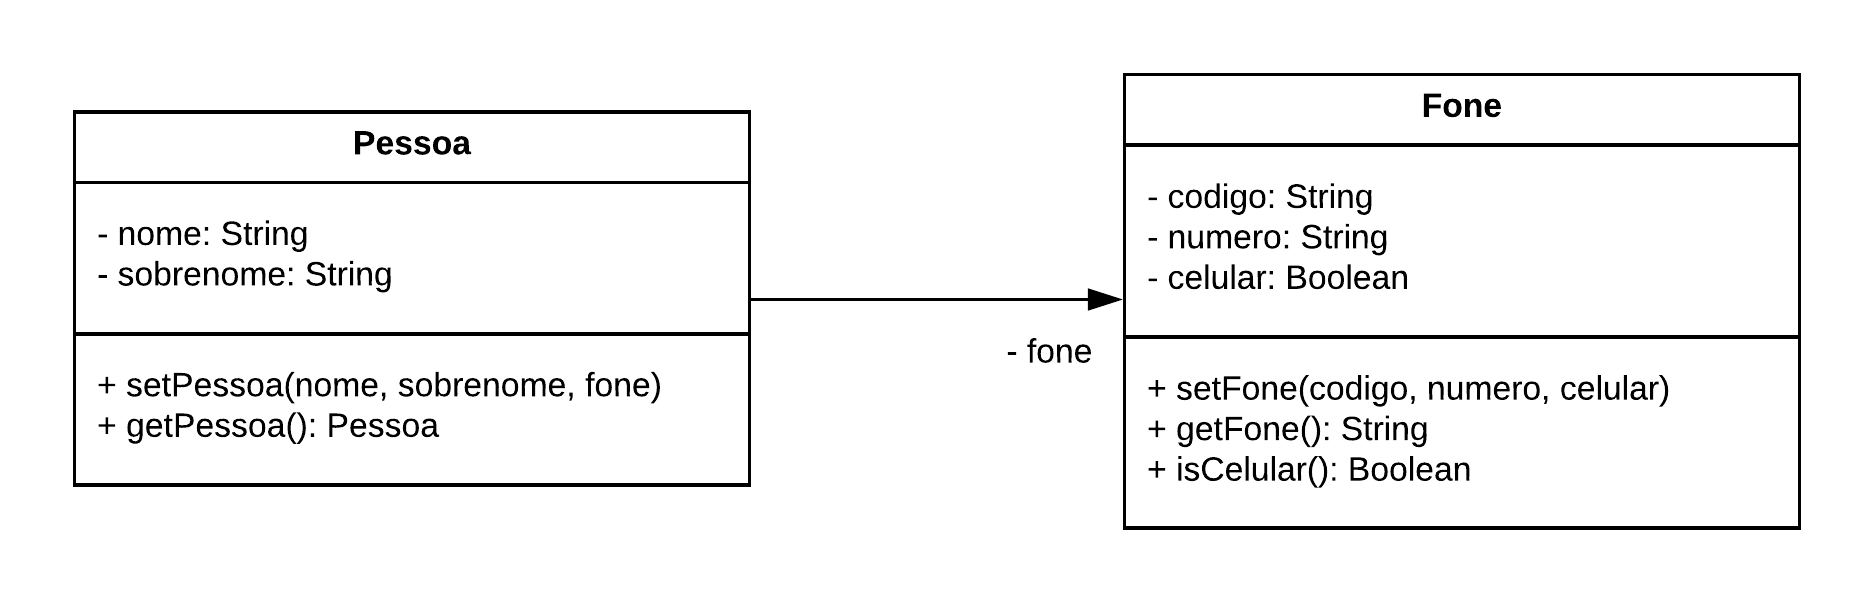 Pessoa
- nome: String
- sobrenome: String
+ setPessoa(nome, sobrenome, fone)
+ getPessoa(): Pessoa
- fone
Fone
- codigo: String
- numero: String
- celular: Boolean
+ setFone(codigo, numero, celular)
+ getFone(): String
+ isCelular(): Boolean